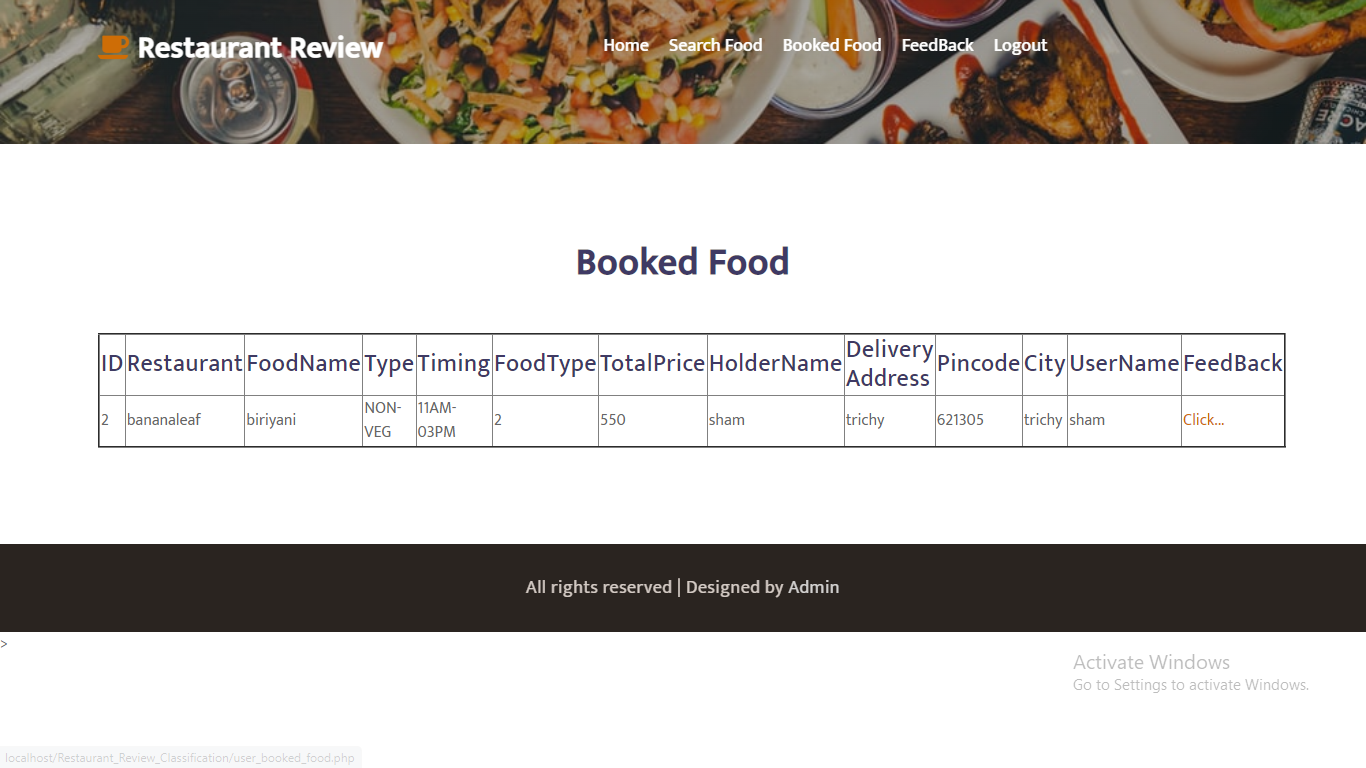 Restaurant Review
Home Search Food Booked Food FeedBack Logout
Booked Food
ID Restaurant FoodName Type Timing FoodType TotalPrice HolderName Delivery Address Pincode City UserName FeedBack
2 bananaleaf biriyani NON-VEG 11AM-03PM 2 550 sham trichy 621305 trichy sham Click...
All rights reserved | Designed by Admin
>
Activate Windows
Go to Settings to activate Windows.
localhost/Restaurant_Review_Classification/user_booked_food.php